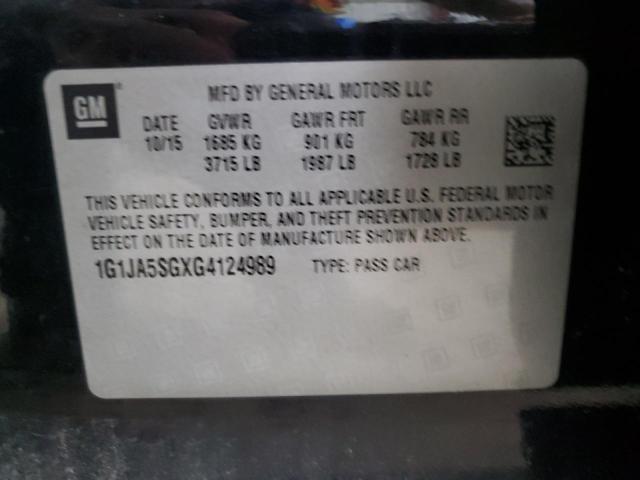 GM
MFD BY GENERAL MOTORS LLC
DATE GVWR GAWR FRT GAWR RR
10/15 1685 KG 901 KG 784 KG
3715 LB 1987 LB 1728 LB
THIS VEHICLE CONFORMS TO ALL APPLICABLE U.S. FEDERAL MOTOR
VEHICLE SAFETY, BUMPER, AND THEFT PREVENTION STANDARDS IN
EFFECT ON THE DATE OF MANUFACTURE SHOWN ABOVE.
1G1JA5SGXG4124989 TYPE: PASS CAR